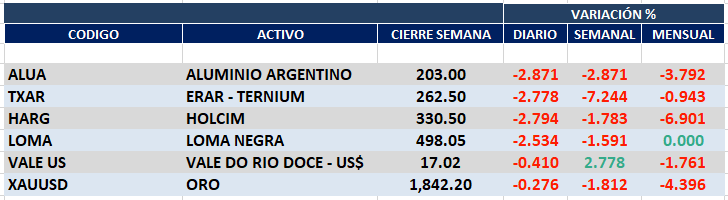 VARIACIÓN %
CODIGO ACTIVO CIERRE SEMANA DIARIO SEMANAL MENSUAL
ALUA ALUMINIO ARGENTINO 203.00 -2.871 -2.871 -3.792
TXAR ERAR - TERNIUM 262.50 -2.778 -7.244 -0.943
HARG HOLCIM 330.50 -2.794 -1.783 -6.901
LOMA LOMA NEGRA 498.05 -2.534 -1.591 0.000
VALE US VALE DO RIO DOCE - US$ 17.02 -0.410 2.778 -1.761
XAUUSD ORO 1,842.20 -0.276 -1.812 -4.396